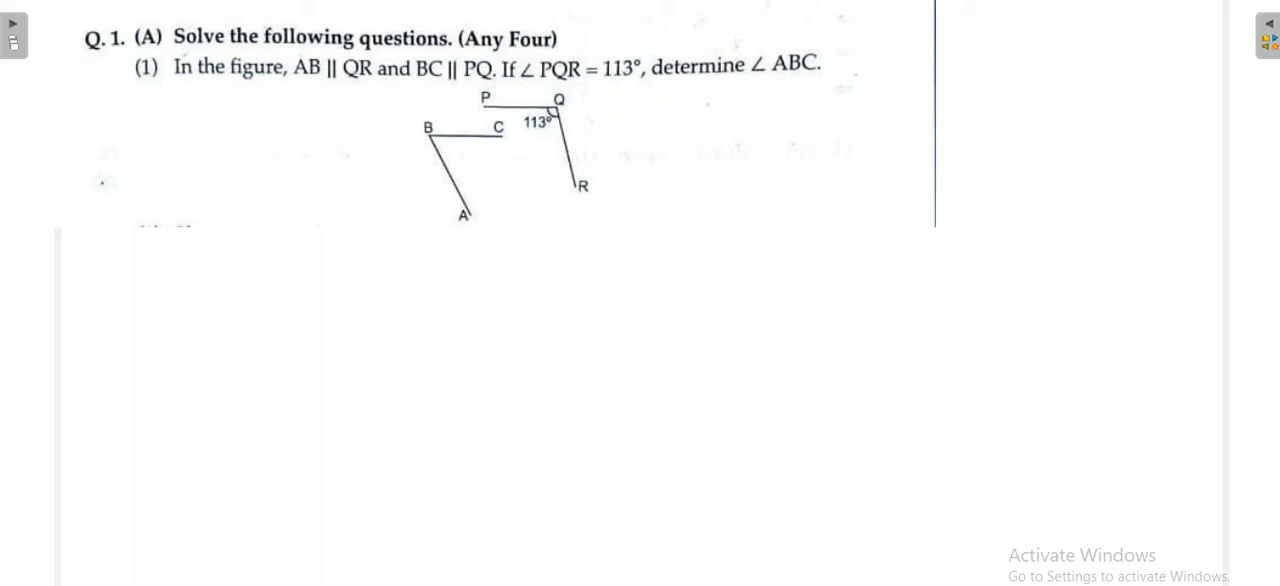 Q. 1. (A) Solve the following questions. (Any Four)
(1) In the figure, AB || QR and BC || PQ. If ∠ PQR = 113°, determine ∠ ABC.
P Q
B C 113°
R
A
Activate Windows
Go to Settings to activate Windows.